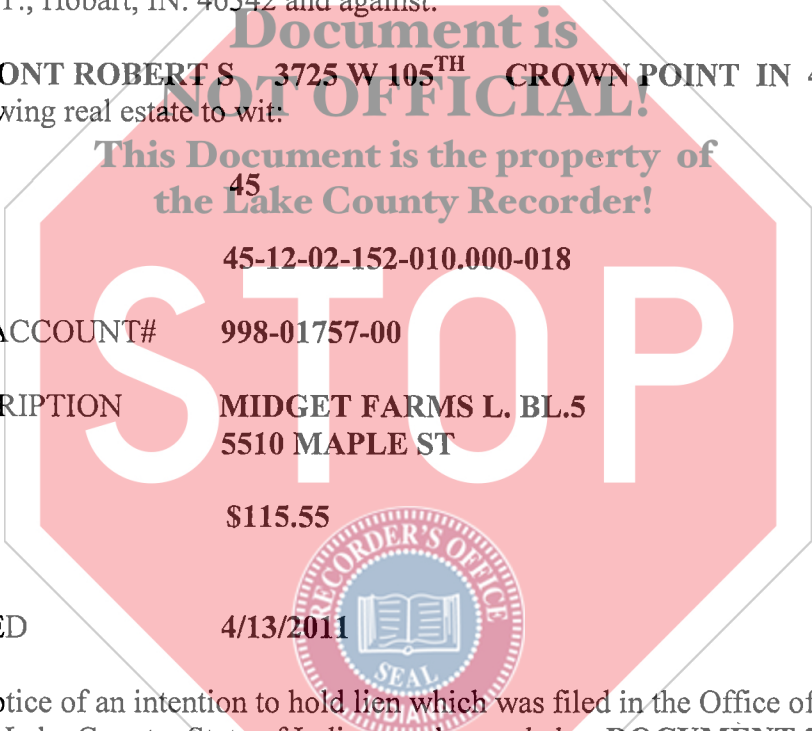 T., Hobart, IN. 46342 and against.
Document is
ONT ROBERT S 3725 W 105TH CROWN POINT IN
NOT OFFICIAL!
wing real estate to wit:
This Document is the property of
45
the Lake County Recorder!
45-12-02-152-010.000-018
STOP
ACCOUNT# 998-01757-00
RIPTION MIDGET FARMS L. BL.5
5510 MAPLE ST
$115.55
RECORDER'S OFFICE
ED 4/13/2011
SEAL
otice of an intention to hold lien which was filed in the Office of
INDIANA
DOCUMENT